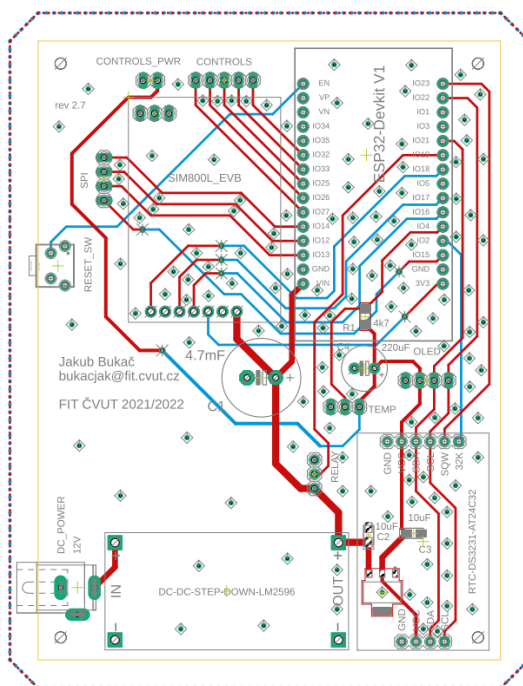 CONTROLS_PWR
CONTROLS
rev 2.7
ESP32-Devkit V1
EN
VP
VN
IO34
IO35
IO32
IO33
IO25
IO26
IO27
IO14
IO12
IO13
GND
VIN
IO23
IO22
IO1
IO3
IO21
IO19
IO18
IO5
IO17
IO16
IO4
IO2
IO15
GND
3V3
SPI
SIM800L_EVB
RESET_SW
R1
4k7
4.7mF
C1
+
220uF
+
OLED
Jakub Bukač
bukacjak@fit.cvut.cz
FIT ČVUT 2021/2022
TEMP
RELAY
GND
SQW
32K
DC_POWER
12V
10uF
C2
10uF
C3
RTC-DS3231-AT24C32
IN
+
−
DC-DC-STEP-DOWN-LM2596
OUT
+
−
GND